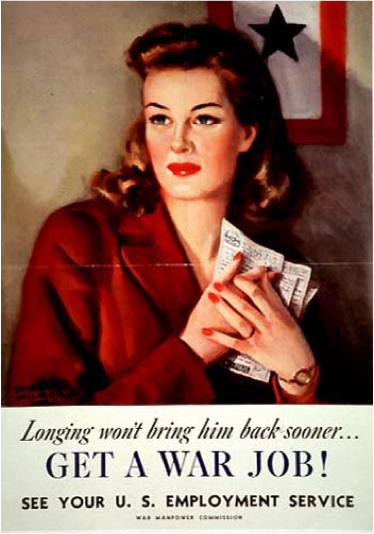 Longing won't bring him back sooner...
GET A WAR JOB!
SEE YOUR U. S. EMPLOYMENT SERVICE
WAR MANPOWER COMMISSION